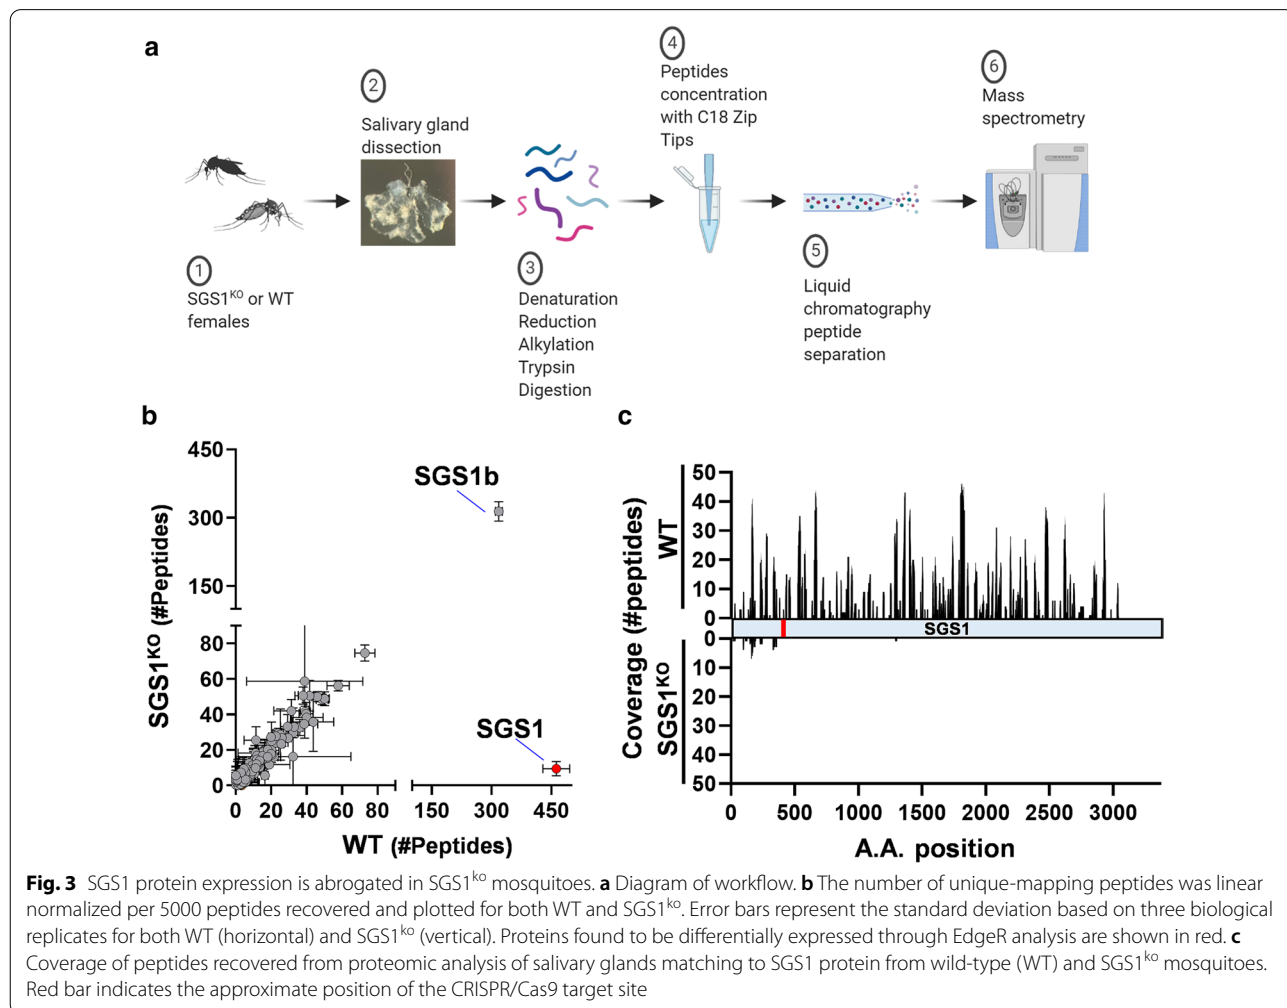 a
1
SGS1ᴷᴼ or WT
females
2
Salivary gland
dissection
3
Denaturation
Reduction
Alkylation
Trypsin
Digestion
4
Peptides
concentration
with C18 Zip
Tips
5
Liquid
chromatography
peptide
separation
6
Mass
spectrometry
b
SGS1ᴷᴼ (#Peptides)
450
300
150
80
60
40
20
0
SGS1b
SGS1
0 20 40 60 80 150 300 450
WT (#Peptides)
c
Coverage (#peptides)
WT
SGS1ᴷᴼ
50
40
30
20
10
0
SGS1
0
10
20
30
40
50
0 500 1000 1500 2000 2500 3000
A.A. position
Fig. 3 SGS1 protein expression is abrogated in SGS1ᵏᵒ mosquitoes. a Diagram of workflow. b The number of unique-mapping peptides was linear
normalized per 5000 peptides recovered and plotted for both WT and SGS1ᵏᵒ. Error bars represent the standard deviation based on three biological
replicates for both WT (horizontal) and SGS1ᵏᵒ (vertical). Proteins found to be differentially expressed through EdgeR analysis are shown in red. c
Coverage of peptides recovered from proteomic analysis of salivary glands matching to SGS1 protein from wild-type (WT) and SGS1ᵏᵒ mosquitoes.
Red bar indicates the approximate position of the CRISPR/Cas9 target site